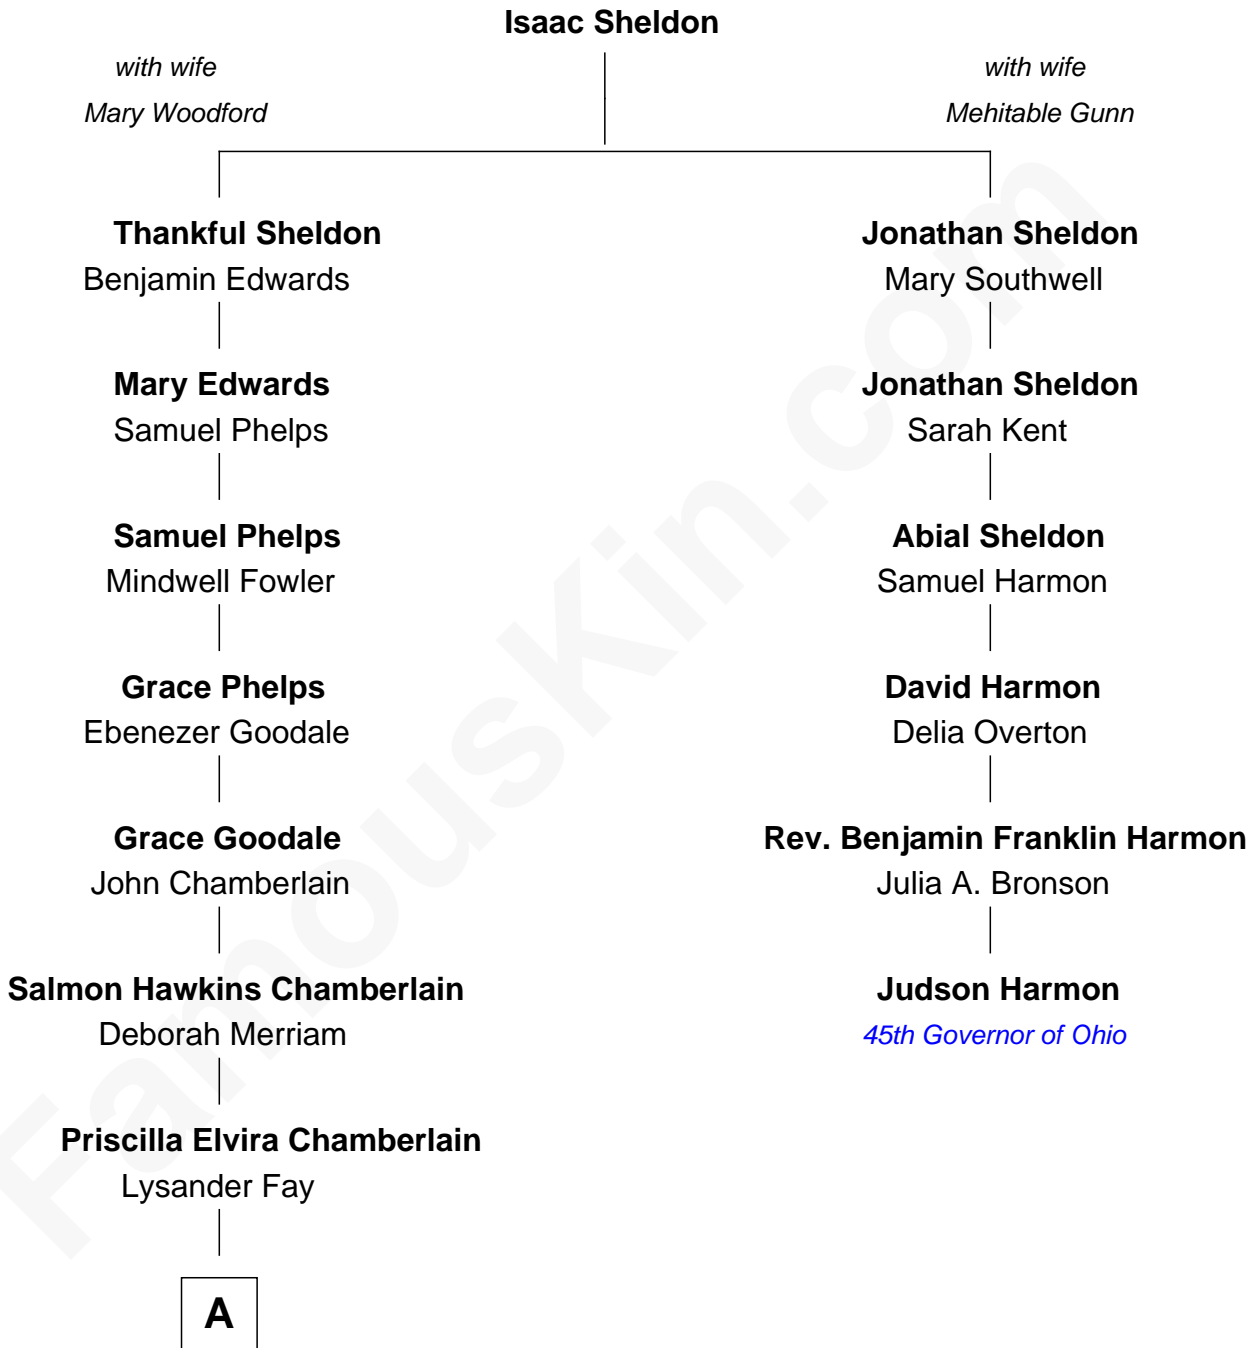 Isaac Sheldon
with wife
Mary Woodford
with wife
Mehitable Gunn
Thankful Sheldon
Benjamin Edwards
Jonathan Sheldon
Mary Southwell
Mary Edwards
Samuel Phelps
Jonathan Sheldon
Sarah Kent
Samuel Phelps
Mindwell Fowler
Abial Sheldon
Samuel Harmon
Grace Phelps
Ebenezer Goodale
David Harmon
Delia Overton
Grace Goodale
John Chamberlain
Rev. Benjamin Franklin Harmon
Julia A. Bronson
Salmon Hawkins Chamberlain
Deborah Merriam
Judson Harmon
45th Governor of Ohio
Priscilla Elvira Chamberlain
Lysander Fay
A
FamousKin.com